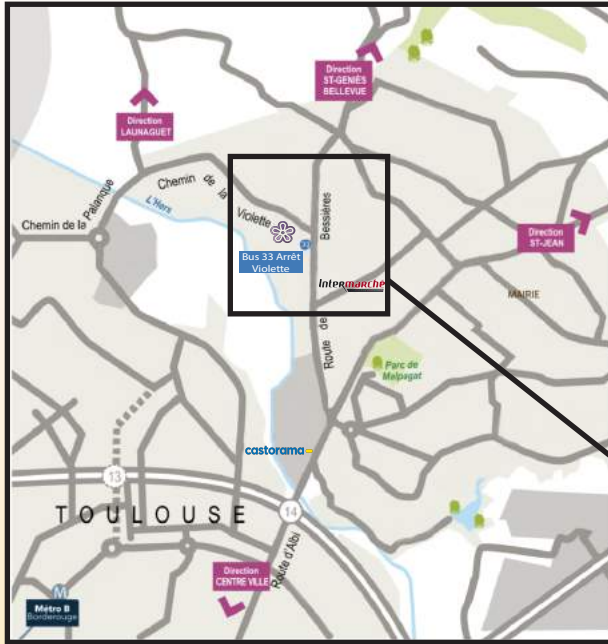 Direction
ST-GENIÈS
BELLEVUE
Direction
LAUNAGUET
Chemin de la
Violette
L'Hers
Chemin de la
Palanque
Bessières
33
Bus 33 Arrêt
Violette
Direction
ST-JEAN
intermarché
MAIRIE
Route de
Parc de
Malpagat
castorama
13
TOULOUSE
14
Route d'Albi
Direction
CENTRE VILLE
M
Métro B
Borderouge